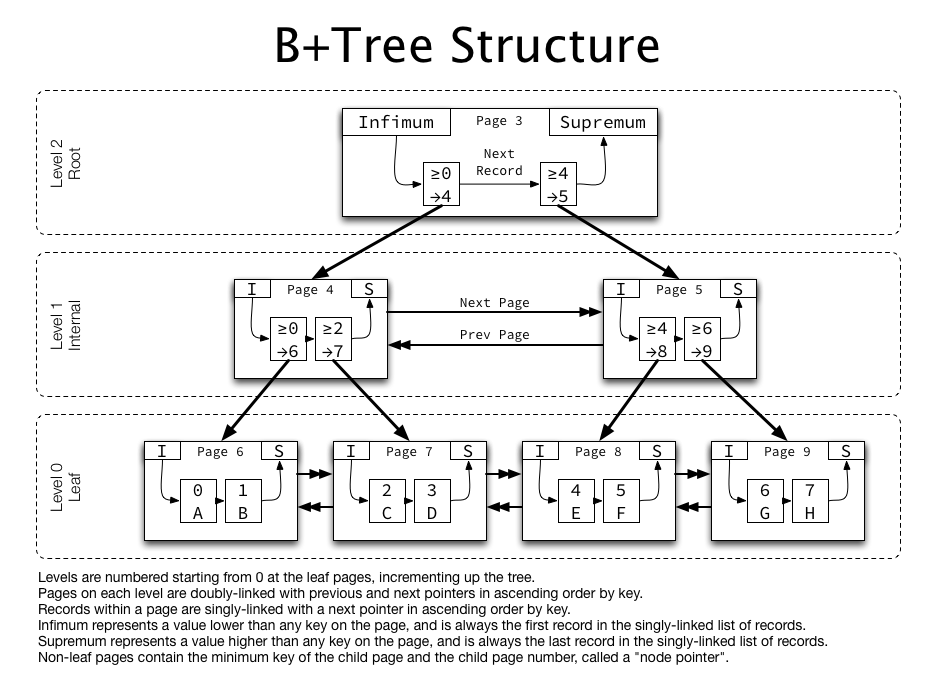 B+Tree Structure
Level 2
Root
Infimum Page 3 Supremum
Next
Record
≥0 ≥4
→4 →5
Level 1
Internal
I Page 4 S
≥0 ≥2
→6 →7
Next Page
Prev Page
I Page 5 S
≥4 ≥6
→8 →9
Level 0
Leaf
I Page 6 S
0 1
A B
I Page 7 S
2 3
C D
I Page 8 S
4 5
E F
I Page 9 S
6 7
G H
Levels are numbered starting from 0 at the leaf pages, incrementing up the tree.
Pages on each level are doubly-linked with previous and next pointers in ascending order by key.
Records within a page are singly-linked with a next pointer in ascending order by key.
Infimum represents a value lower than any key on the page, and is always the first record in the singly-linked list of records.
Supremum represents a value higher than any key on the page, and is always the last record in the singly-linked list of records.
Non-leaf pages contain the minimum key of the child page and the child page number, called a "node pointer".